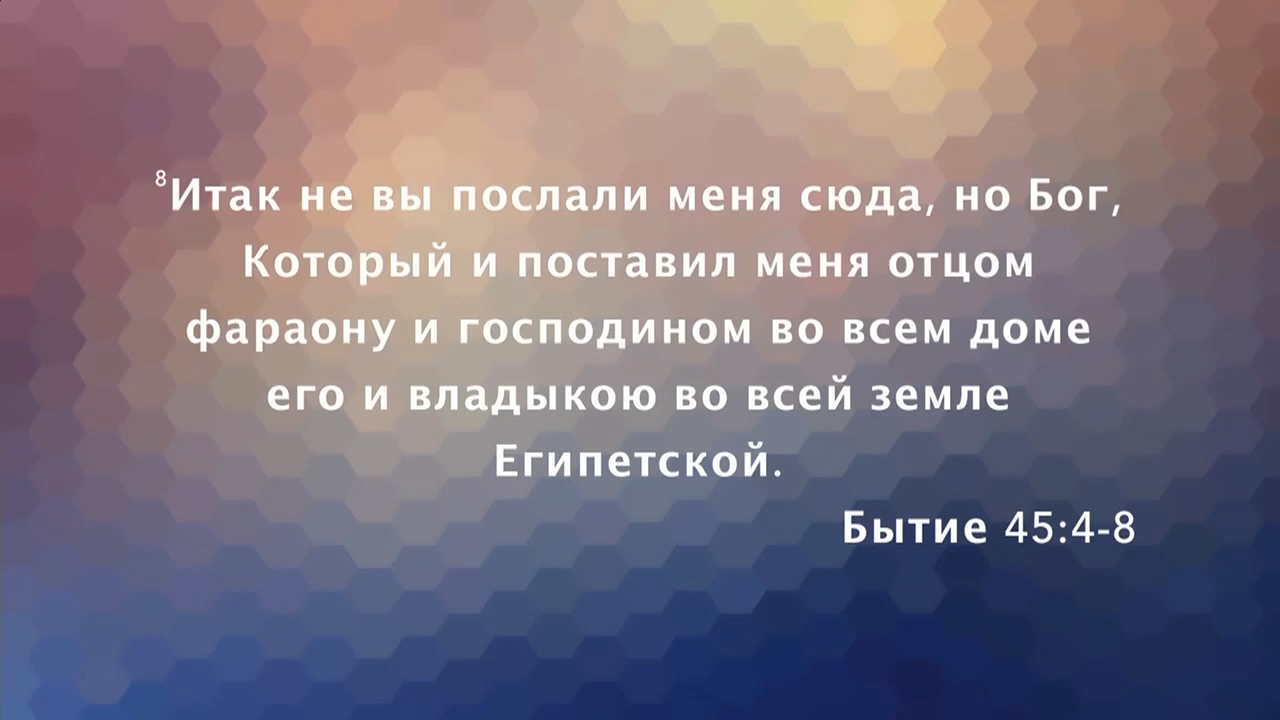 ⁸Итак не вы послали меня сюда, но Бог,
Который и поставил меня отцом
фараону и господином во всем доме
его и владыкою во всей земле
Египетской.
Бытие 45:4-8